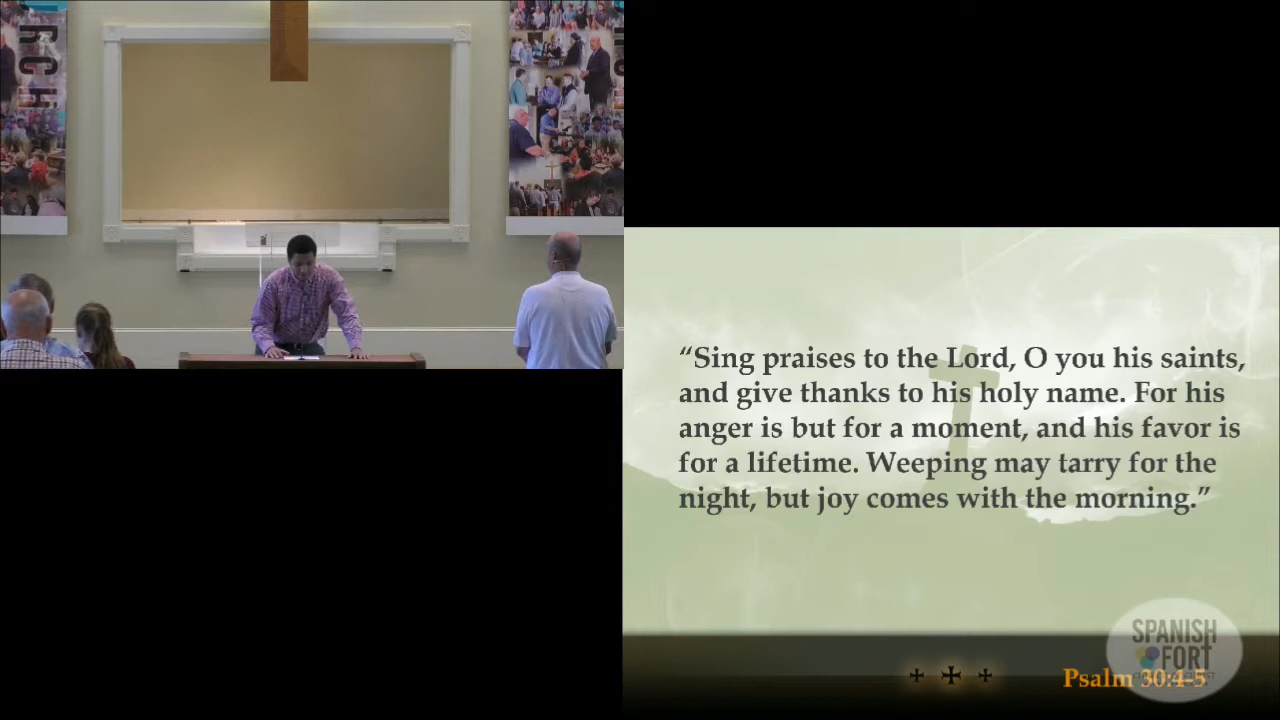 RCH
“Sing praises to the Lord, O you his saints,
and give thanks to his holy name. For his
anger is but for a moment, and his favor is
for a lifetime. Weeping may tarry for the
night, but joy comes with the morning.”
SPANISH
FORT
Psalm 30:4-5